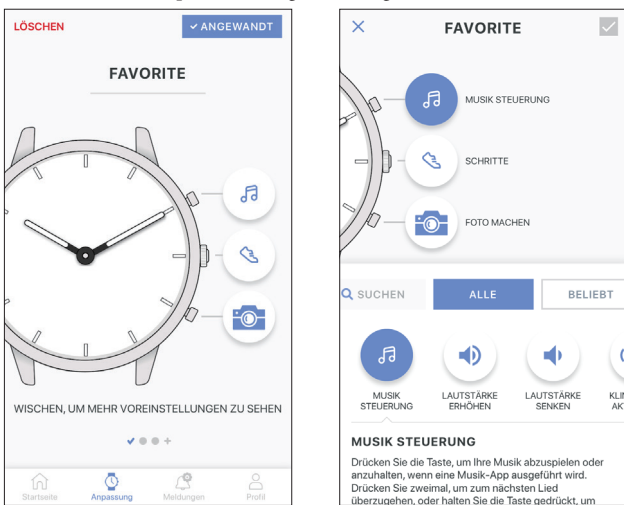 LÖSCHEN
ANGEWANDT
FAVORITE
WISCHEN, UM MEHR VOREINSTELLUNGEN ZU SEHEN
Startseite
Anpassung
Meldungen
Profil
FAVORITE
MUSIK STEUERUNG
SCHRITTE
FOTO MACHEN
SUCHEN
ALLE
BELIEBT
MUSIK
STEUERUNG
LAUTSTÄRKE
ERHÖHEN
LAUTSTÄRKE
SENKEN
MUSIK STEUERUNG
Drücken Sie die Taste, um Ihre Musik abzuspielen oder
anzuhalten, wenn eine Musik-App ausgeführt wird.
Drücken Sie zweimal, um zum nächsten Lied
überzugehen, oder halten Sie die Taste gedrückt, um